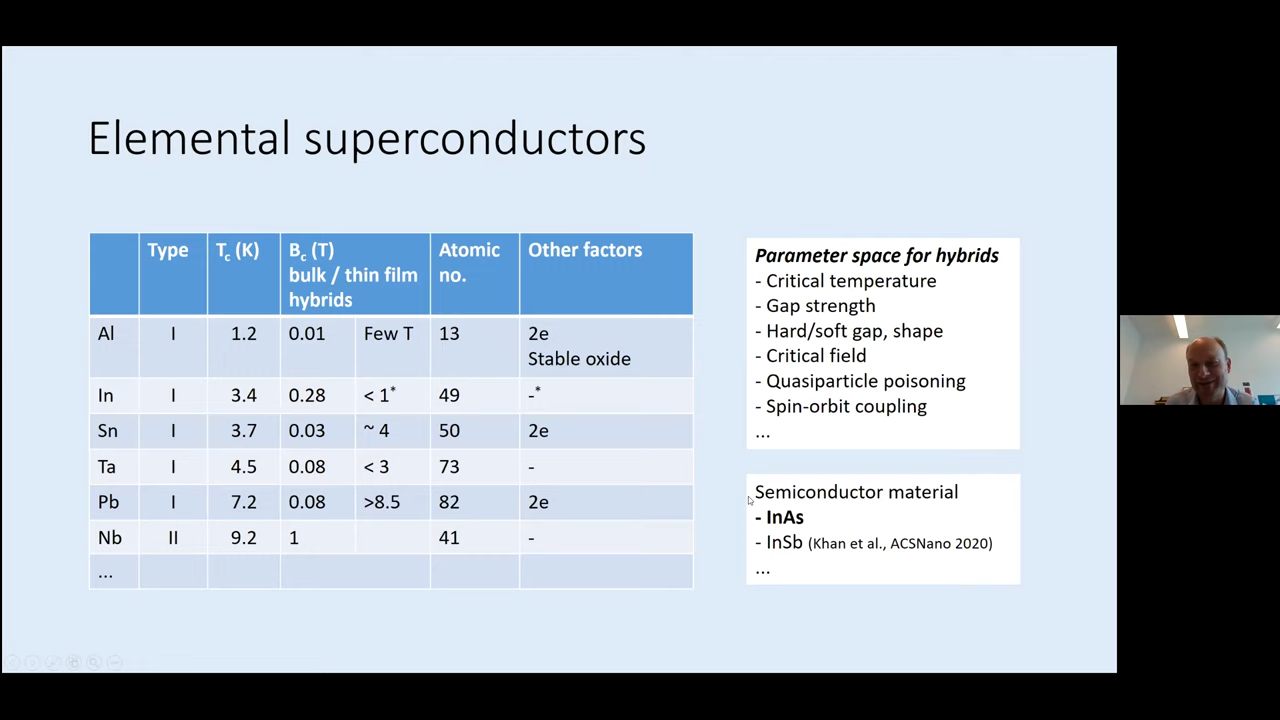 Elemental superconductors
Type Tc (K) Bc (T) bulk / thin film hybrids Atomic no. Other factors
Al I 1.2 0.01 Few T 13 2e Stable oxide
In I 3.4 0.28 < 1* 49 -*
Sn I 3.7 0.03 ~ 4 50 2e
Ta I 4.5 0.08 < 3 73 -
Pb I 7.2 0.08 >8.5 82 2e
Nb II 9.2 1 41 -
...
Parameter space for hybrids
- Critical temperature
- Gap strength
- Hard/soft gap, shape
- Critical field
- Quasiparticle poisoning
- Spin-orbit coupling
...
Semiconductor material
- InAs
- InSb (Khan et al., ACSNano 2020)
...